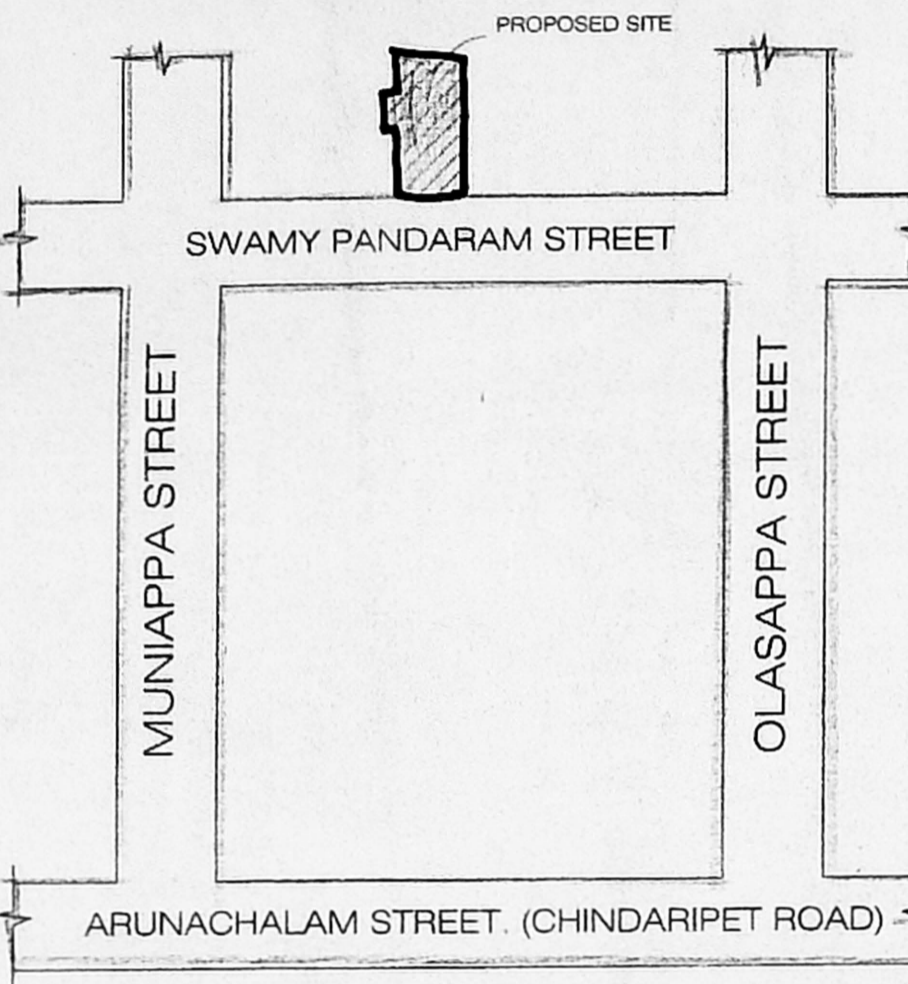 PROPOSED SITE
SWAMY PANDARAM STREET
MUNIAPPA STREET
OLASAPPA STREET
ARUNACHALAM STREET. (CHINDARIPET ROAD)